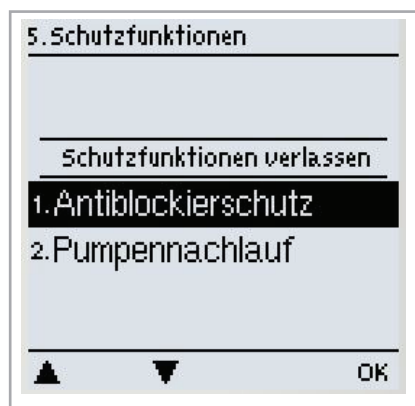 5.Schutzfunktionen
Schutzfunktionen verlassen
1.Antiblockierschutz
2.Pumpennachlauf
▲ ▼ OK